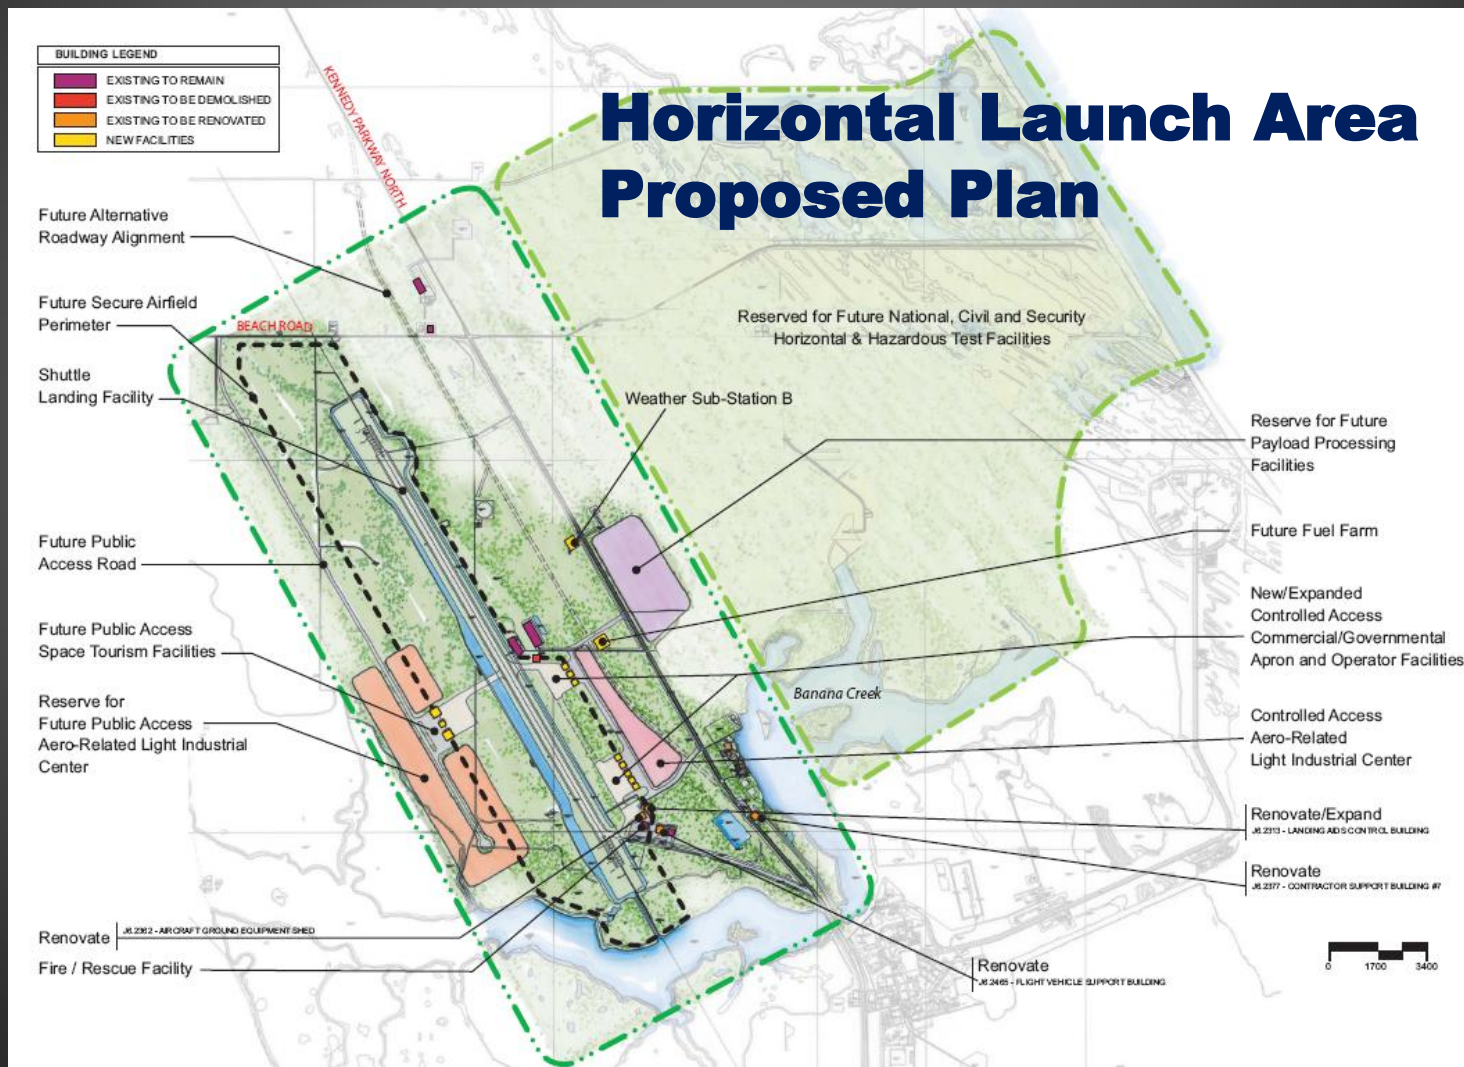 Horizontal Launch Area
Proposed Plan
BUILDING LEGEND
EXISTING TO REMAIN
EXISTING TO BE DEMOLISHED
EXISTING TO BE RENOVATED
NEW FACILITIES
KENNEDY PARKWAY NORTH
Future Alternative
Roadway Alignment
Future Secure Airfield
Perimeter
BEACH ROAD
Shuttle
Landing Facility
Future Public
Access Road
Future Public Access
Space Tourism Facilities
Reserve for
Future Public Access
Aero-Related Light Industrial
Center
Renovate
J6.2362 - AIRCRAFT GROUND EQUIPMENT SHED
Fire / Rescue Facility
Reserved for Future National, Civil and Security
Horizontal & Hazardous Test Facilities
Weather Sub-Station B
Banana Creek
Reserve for Future
Payload Processing
Facilities
Future Fuel Farm
New/Expanded
Controlled Access
Commercial/Governmental
Apron and Operator Facilities
Controlled Access
Aero-Related
Light Industrial Center
Renovate/Expand
J6.2313 - LANDING AIDS CONTROL BUILDING
Renovate
J6.2377 - CONTRACTOR SUPPORT BUILDING #7
Renovate
J6.2465 - FLIGHT VEHICLE SUPPORT BUILDING
0 1700 3400